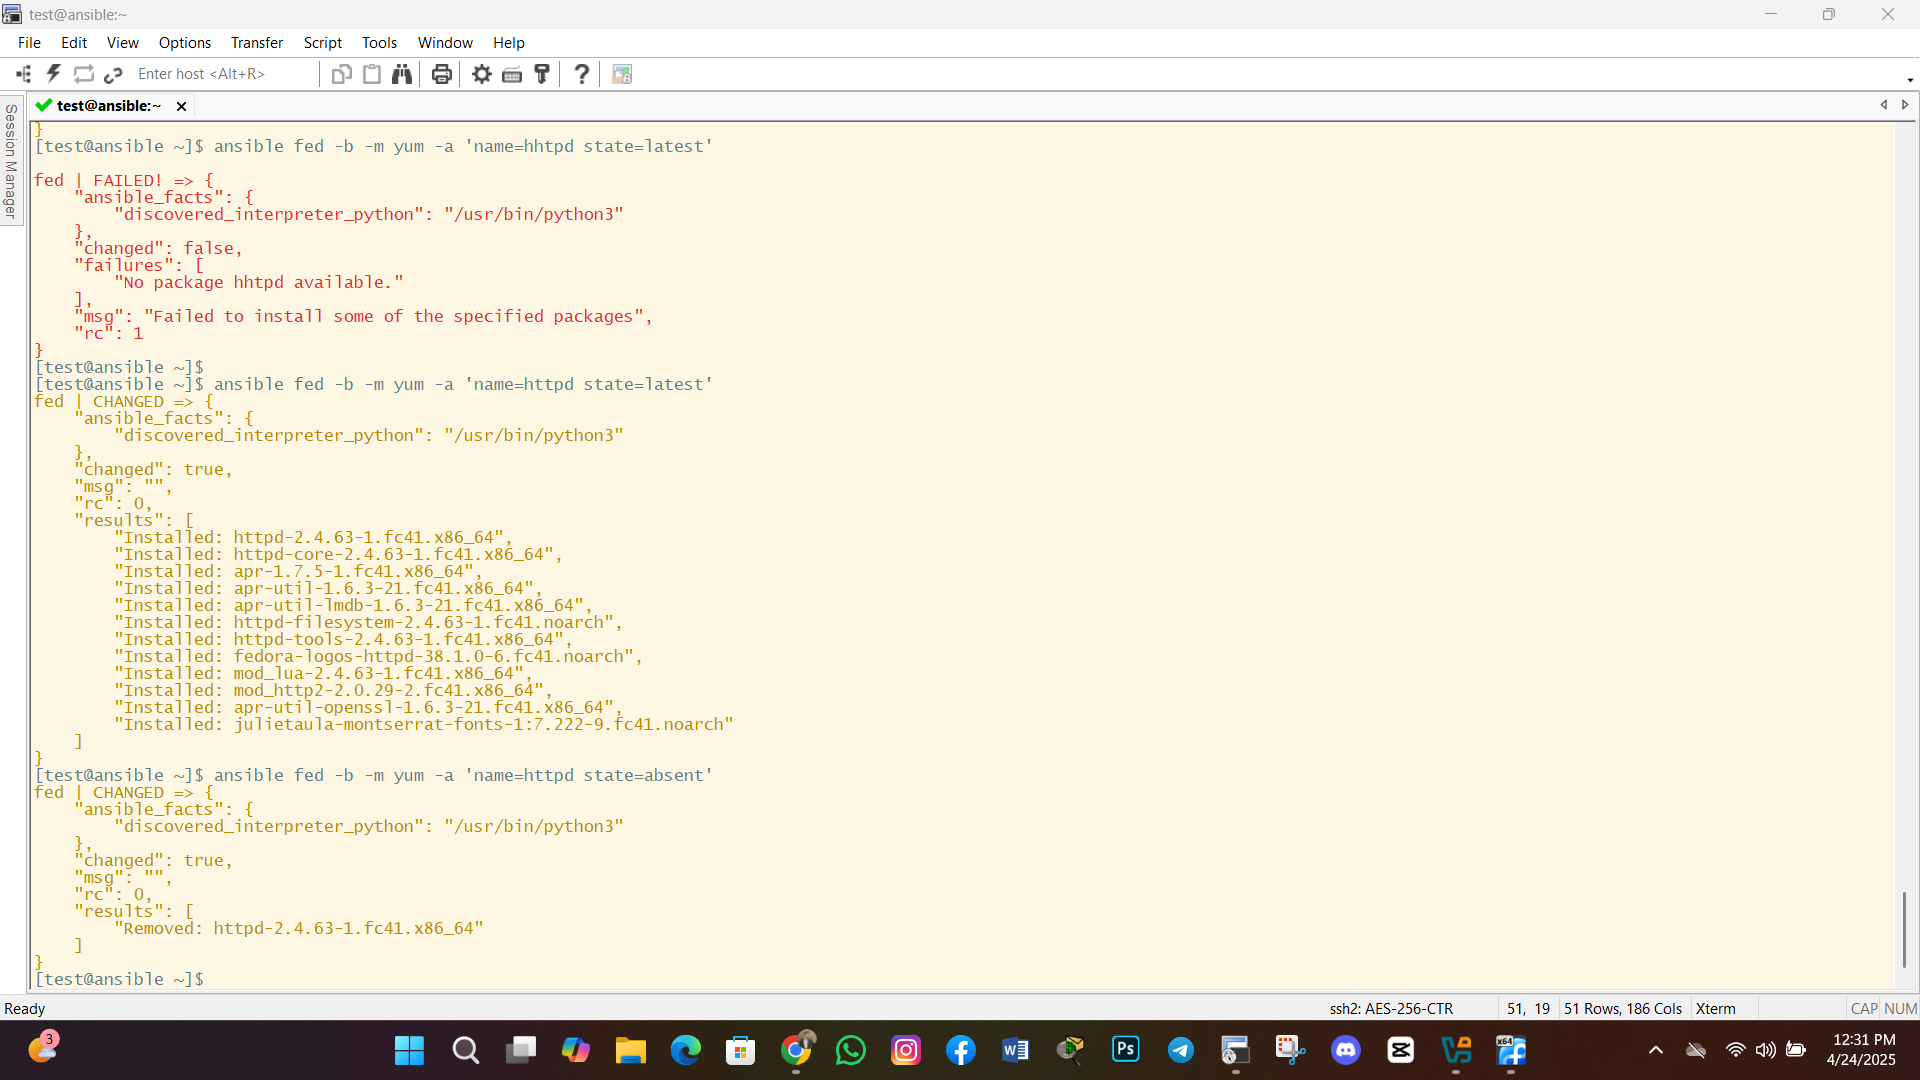 test@ansible:~
File Edit View Options Transfer Script Tools Window Help
Enter host <Alt+R>
Session Manager
test@ansible:~
}
[test@ansible ~]$ ansible fed -b -m yum -a 'name=hhtpd state=latest'
fed | FAILED! => {
    "ansible_facts": {
        "discovered_interpreter_python": "/usr/bin/python3"
    },
    "changed": false,
    "failures": [
        "No package hhtpd available."
    ],
    "msg": "Failed to install some of the specified packages",
    "rc": 1
}
[test@ansible ~]$
[test@ansible ~]$ ansible fed -b -m yum -a 'name=httpd state=latest'
fed | CHANGED => {
    "ansible_facts": {
        "discovered_interpreter_python": "/usr/bin/python3"
    },
    "changed": true,
    "msg": "",
    "rc": 0,
    "results": [
        "Installed: httpd-2.4.63-1.fc41.x86_64",
        "Installed: httpd-core-2.4.63-1.fc41.x86_64",
        "Installed: apr-1.7.5-1.fc41.x86_64",
        "Installed: apr-util-1.6.3-21.fc41.x86_64",
        "Installed: apr-util-lmdb-1.6.3-21.fc41.x86_64",
        "Installed: httpd-filesystem-2.4.63-1.fc41.noarch",
        "Installed: httpd-tools-2.4.63-1.fc41.x86_64",
        "Installed: fedora-logos-httpd-38.1.0-6.fc41.noarch",
        "Installed: mod_lua-2.4.63-1.fc41.x86_64",
        "Installed: mod_http2-2.0.29-2.fc41.x86_64",
        "Installed: apr-util-openssl-1.6.3-21.fc41.x86_64",
        "Installed: julietaula-montserrat-fonts-1:7.222-9.fc41.noarch"
    ]
}
[test@ansible ~]$ ansible fed -b -m yum -a 'name=httpd state=absent'
fed | CHANGED => {
    "ansible_facts": {
        "discovered_interpreter_python": "/usr/bin/python3"
    },
    "changed": true,
    "msg": "",
    "rc": 0,
    "results": [
        "Removed: httpd-2.4.63-1.fc41.x86_64"
    ]
}
[test@ansible ~]$
Ready ssh2: AES-256-CTR 51, 19 51 Rows, 186 Cols Xterm CAP NUM
3
Ps
x64
12:31 PM
4/24/2025